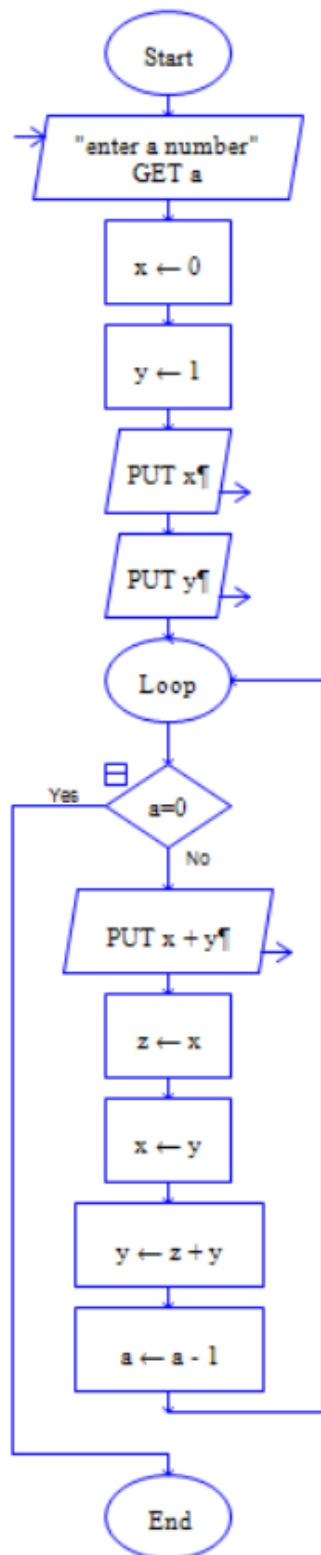 Start
"enter a number"
GET a
x ← 0
y ← 1
PUT x¶
PUT y¶
Loop
Yes
a=0
No
PUT x + y¶
z ← x
x ← y
y ← z + y
a ← a - 1
End